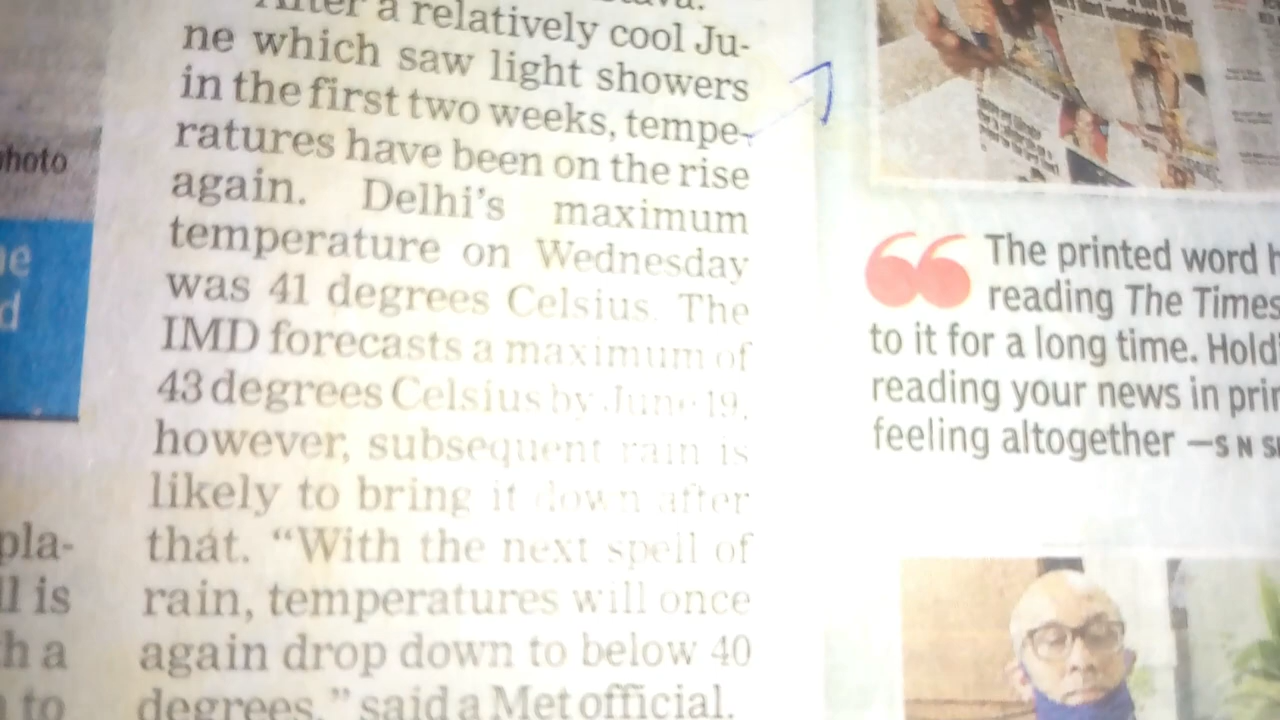 After a relatively cool Ju-
ne which saw light showers
in the first two weeks, tempe-
ratures have been on the rise
again. Delhi's maximum
temperature on Wednesday
was 41 degrees Celsius. The
IMD forecasts a maximum of
43 degrees Celsius by June 19,
however, subsequent rain is
likely to bring it down after
that. “With the next spell of
rain, temperatures will once
again drop down to below 40
degrees,” said a Met official.
The printed word h
reading The Times
to it for a long time. Hold
reading your news in prin
feeling altogether —S N S
hoto
ne
d
pla-
ll is
h a
to